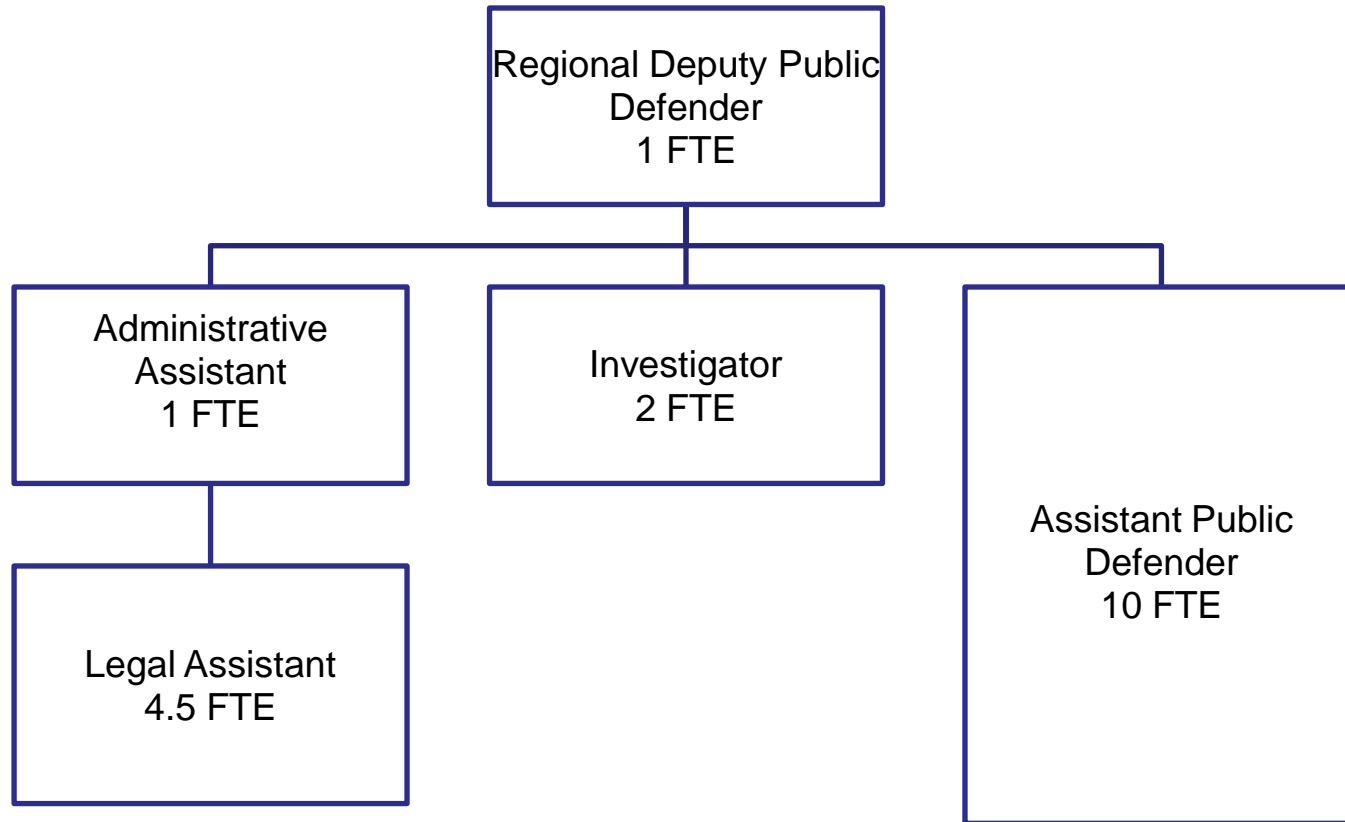 Regional Deputy Public
Defender
1 FTE
Administrative
Assistant
1 FTE
Investigator
2 FTE
Assistant Public
Defender
10 FTE
Legal Assistant
4.5 FTE